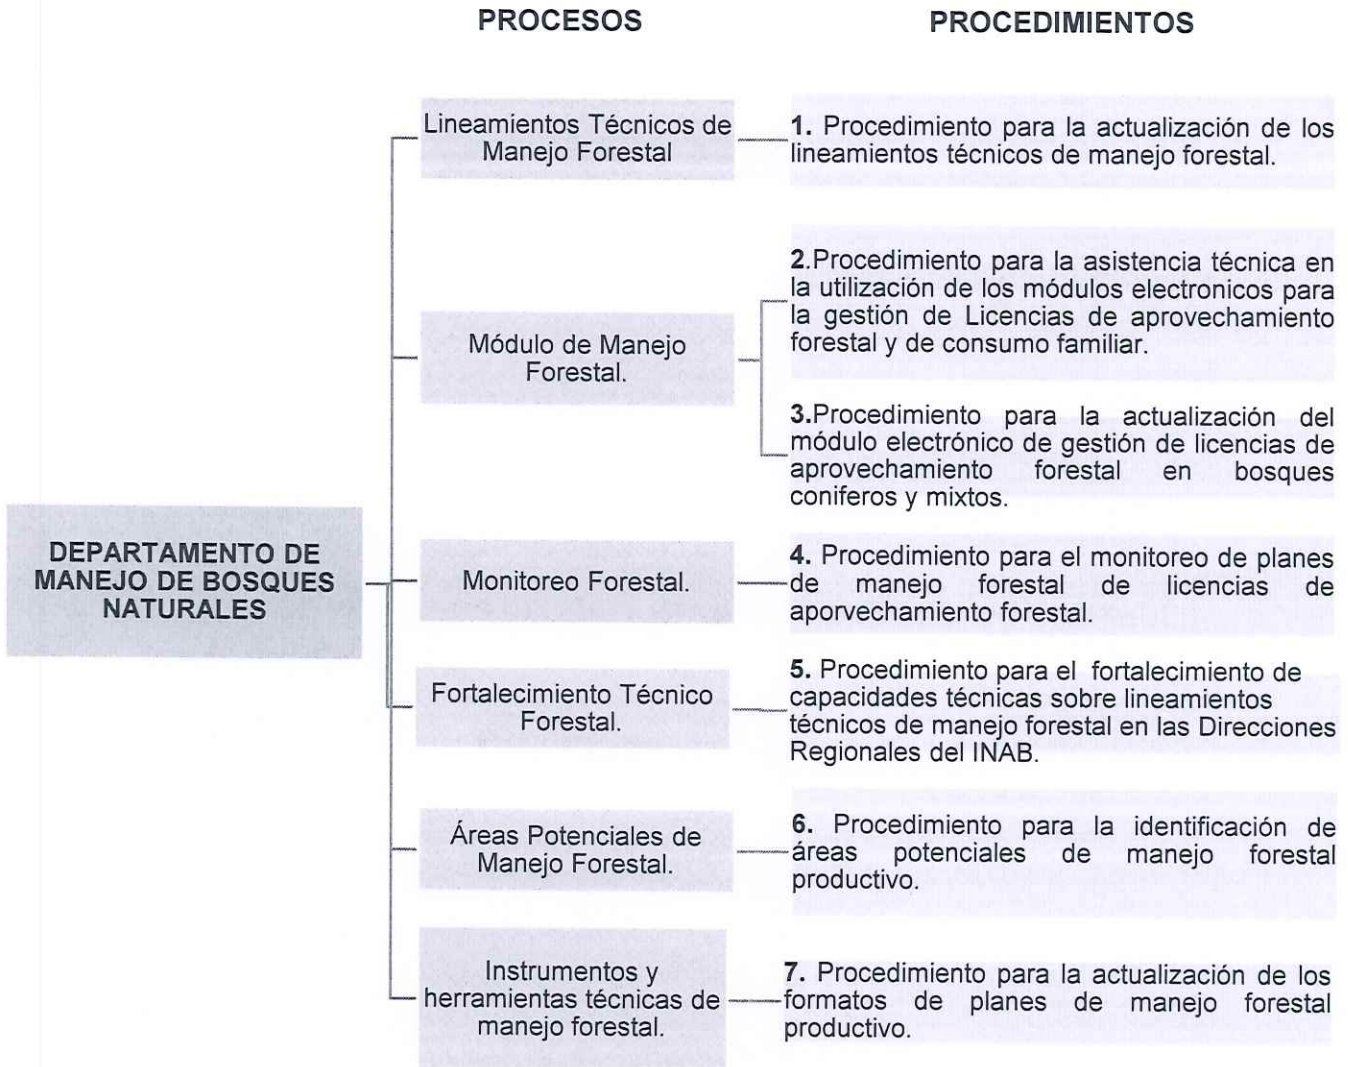 PROCESOS
PROCEDIMIENTOS
Lineamientos Técnicos de
Manejo Forestal
1. Procedimiento para la actualización de los
lineamientos técnicos de manejo forestal.
Módulo de Manejo
Forestal.
2.Procedimiento para la asistencia técnica en
la utilización de los módulos electronicos para
la gestión de Licencias de aprovechamiento
forestal y de consumo familiar.
3.Procedimiento para la actualización del
módulo electrónico de gestión de licencias de
aprovechamiento forestal en bosques
coniferos y mixtos.
DEPARTAMENTO DE
MANEJO DE BOSQUES
NATURALES
Monitoreo Forestal.
4. Procedimiento para el monitoreo de planes
de manejo forestal de licencias de
aporvechamiento forestal.
Fortalecimiento Técnico
Forestal.
5. Procedimiento para el fortalecimiento de
capacidades técnicas sobre lineamientos
técnicos de manejo forestal en las Direcciones
Regionales del INAB.
Áreas Potenciales de
Manejo Forestal.
6. Procedimiento para la identificación de
áreas potenciales de manejo forestal
productivo.
Instrumentos y
herramientas técnicas de
manejo forestal.
7. Procedimiento para la actualización de los
formatos de planes de manejo forestal
productivo.